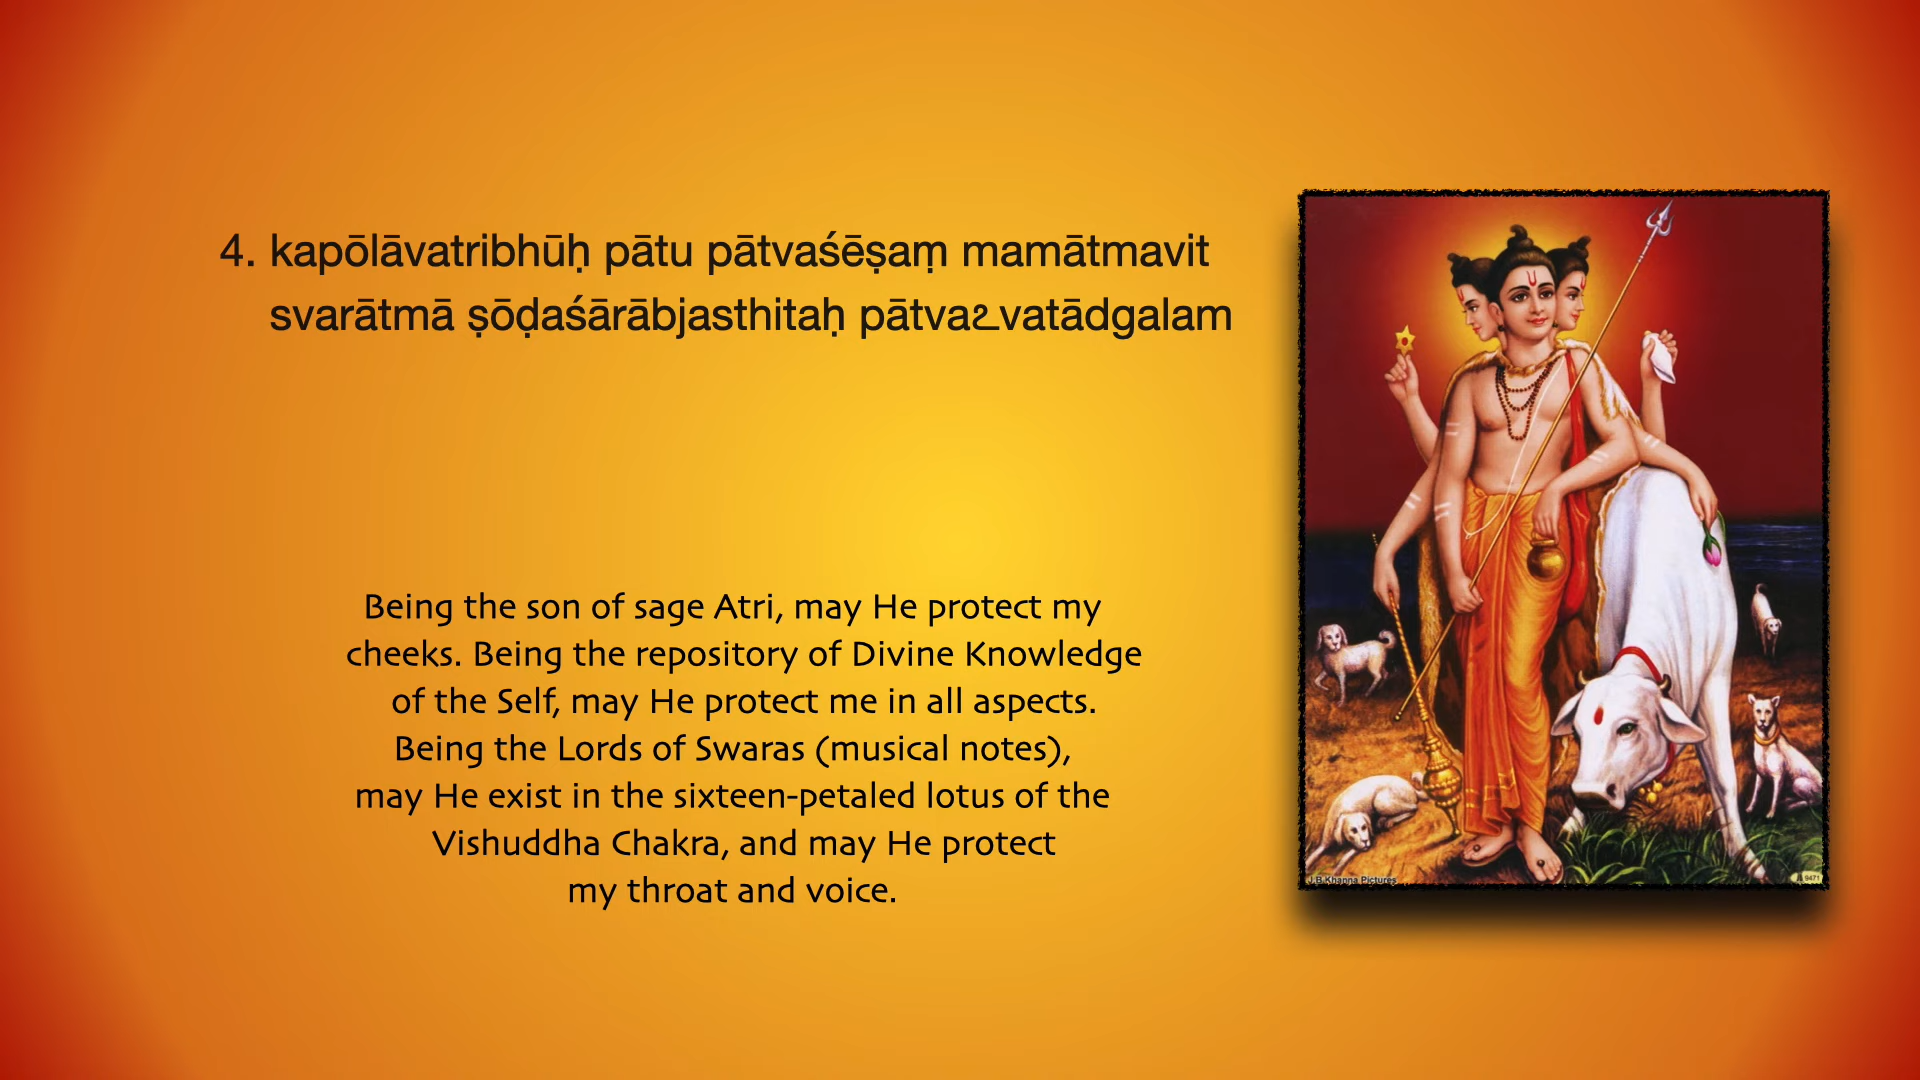 4. kapōlāvatribhūḥ pātu pātvaśēṣaṃ mamātmavit
svarātmā ṣōḍaśārābjasthitaḥ pātvaఽvatādgalam
Being the son of sage Atri, may He protect my
cheeks. Being the repository of Divine Knowledge
of the Self, may He protect me in all aspects.
Being the Lords of Swaras (musical notes),
may He exist in the sixteen-petaled lotus of the
Vishuddha Chakra, and may He protect
my throat and voice.
J.B.Khanna Pictures
9471